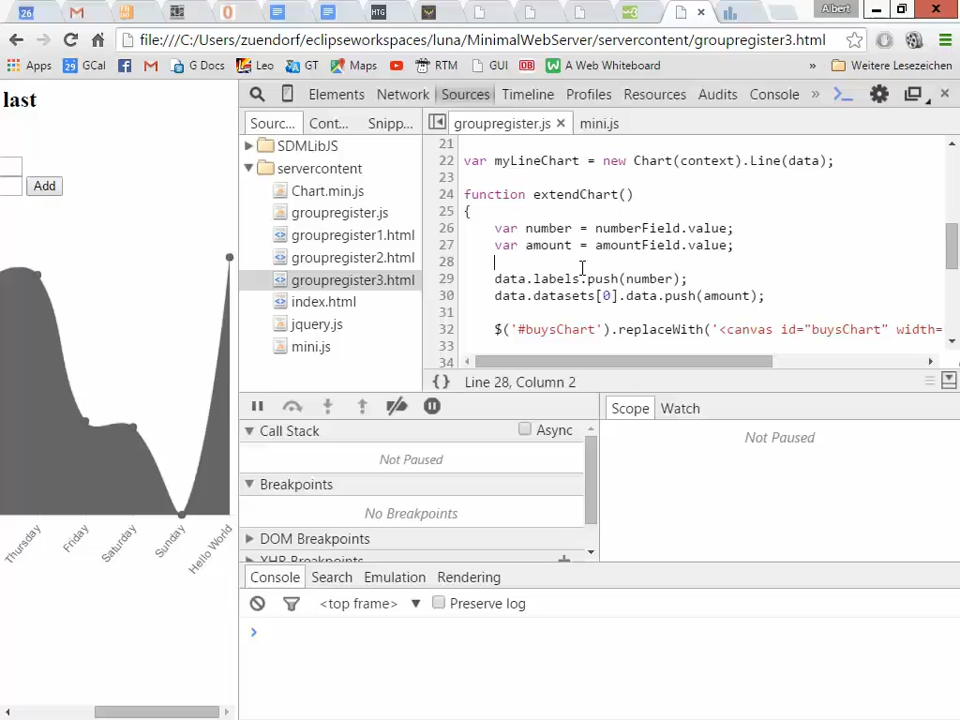 26
HTG
Albert
file:///C:/Users/zuendorf/eclipseworkspaces/luna/MinimalWebServer/servercontent/groupregister3.html
Apps
29 GCal
G Docs
Leo
GT
Maps
RTM
GUI
DB
W A Web Whiteboard
»
Weitere Lesezeichen
last
Add
Thursday
Friday
Saturday
Sunday
Hello World
Elements Network Sources Timeline Profiles Resources Audits Console »
Sourc... Cont... Snipp...
groupregister.js × mini.js
SDMLibJS
servercontent
Chart.min.js
groupregister.js
groupregister1.html
groupregister2.html
groupregister3.html
index.html
jquery.js
mini.js
21
22 var myLineChart = new Chart(context).Line(data);
23
24 function extendChart()
25 {
26 var number = numberField.value;
27 var amount = amountField.value;
28
29 data.labels.push(number);
30 data.datasets[0].data.push(amount);
31
32 $('#buysChart').replaceWith('<canvas id="buysChart" width=
33
34
{} Line 28, Column 2
Scope Watch
Not Paused
Call Stack Async
Not Paused
Breakpoints
No Breakpoints
DOM Breakpoints
XHR Breakpoints
Console Search Emulation Rendering
<top frame> ▼ Preserve log
>